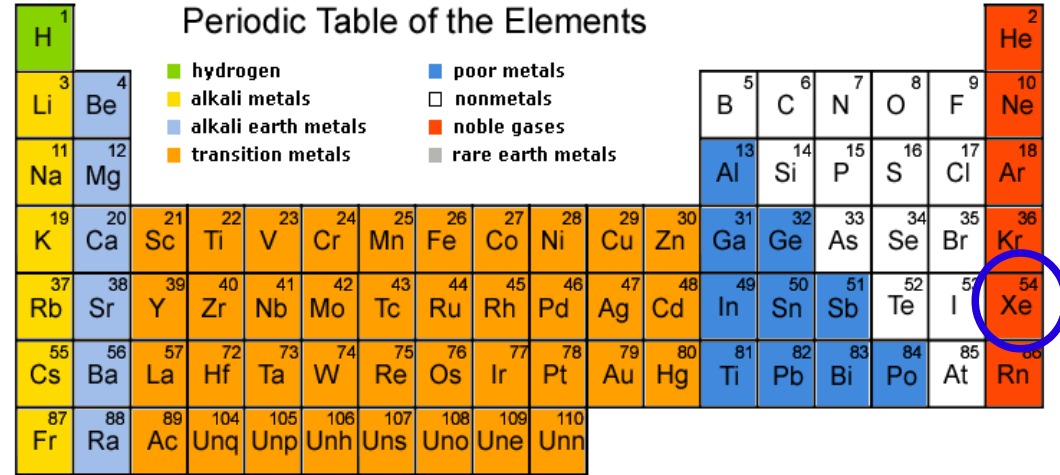 Periodic Table of the Elements
hydrogen
alkali metals
alkali earth metals
transition metals
poor metals
nonmetals
noble gases
rare earth metals
1 H 2 He
3 Li 4 Be 5 B 6 C 7 N 8 O 9 F 10 Ne
11 Na 12 Mg 13 Al 14 Si 15 P 16 S 17 Cl 18 Ar
19 K 20 Ca 21 Sc 22 Ti 23 V 24 Cr 25 Mn 26 Fe 27 Co 28 Ni 29 Cu 30 Zn 31 Ga 32 Ge 33 As 34 Se 35 Br 36 Kr
37 Rb 38 Sr 39 Y 40 Zr 41 Nb 42 Mo 43 Tc 44 Ru 45 Rh 46 Pd 47 Ag 48 Cd 49 In 50 Sn 51 Sb 52 Te 53 I 54 Xe
55 Cs 56 Ba 57 La 72 Hf 73 Ta 74 W 75 Re 76 Os 77 Ir 78 Pt 79 Au 80 Hg 81 Ti 82 Pb 83 Bi 84 Po 85 At 86 Rn
87 Fr 88 Ra 89 Ac 104 Unq 105 Unp 106 Unh 107 Uns 108 Uno 109 Une 110 Unn